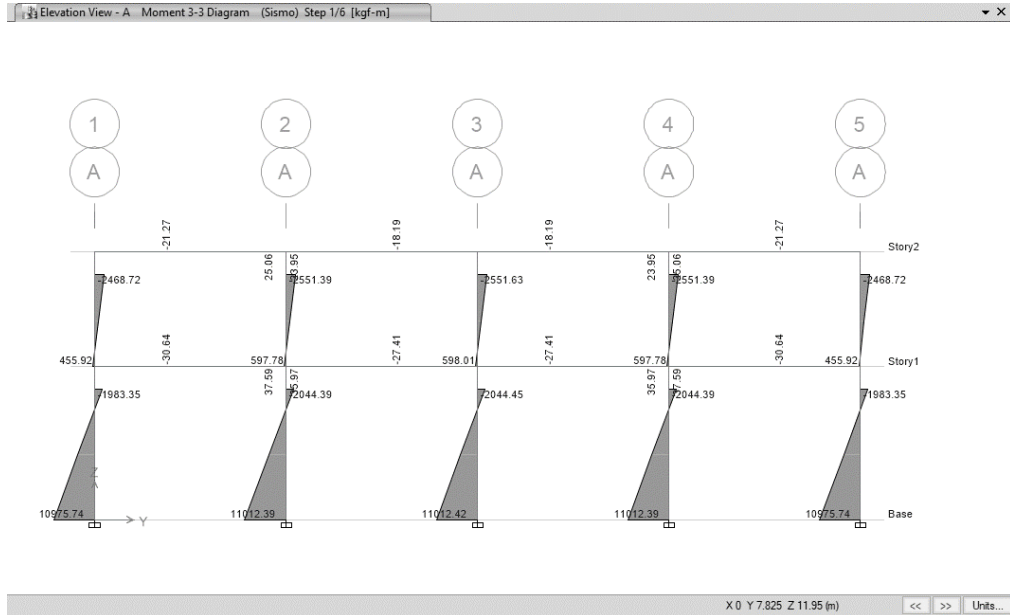 Elevation View - A Moment 3-3 Diagram (Sismo) Step 1/6 [kgf-m]
1 2 3 4 5
A A A A A
-21.27 -18.19 -18.19 -21.27
Story2
25.06 23.95 23.95 25.06
-2468.72 -2551.39 -2551.63 -2551.39 -2468.72
-30.64 -27.41 -27.41 -30.64
455.92 597.78 598.01 597.78 455.92 Story1
37.59 35.97 35.97 37.59
-1983.35 -2044.39 -2044.45 -2044.39 -1983.35
Z
10975.74 Y 11012.39 11012.42 11012.39 10975.74 Base
X 0 Y 7.825 Z 11.95 (m) << >> Units...